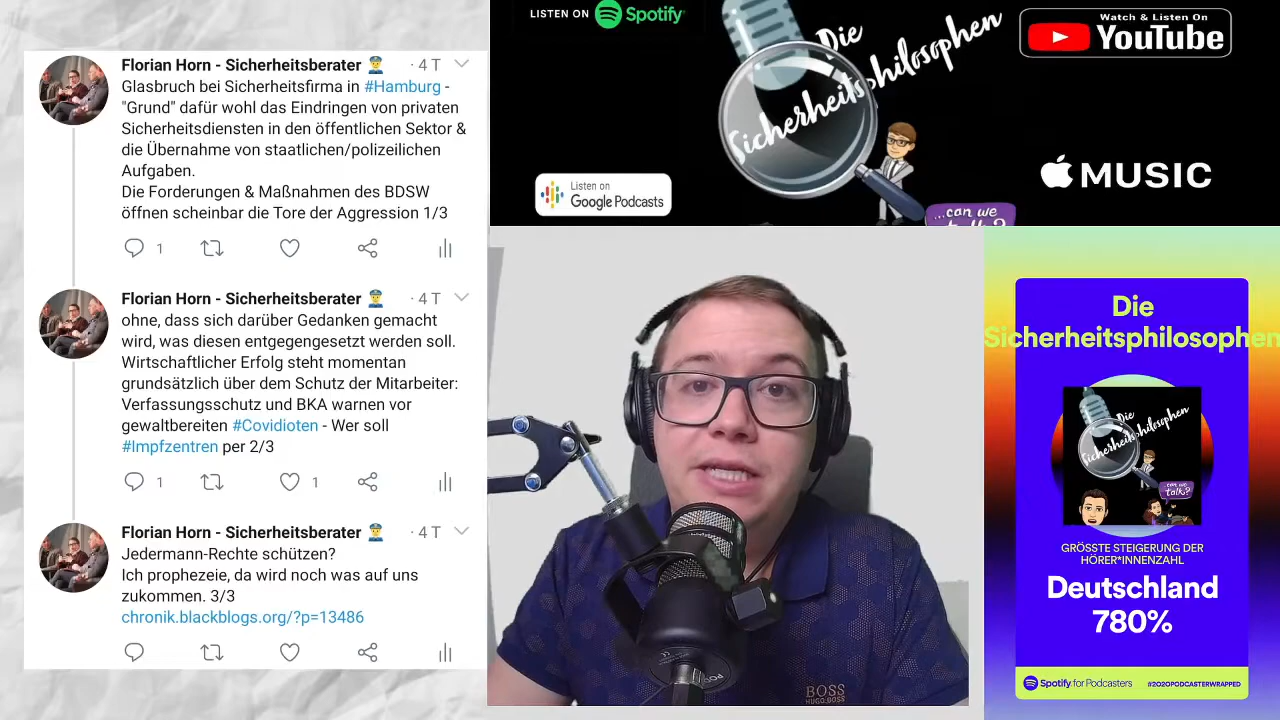 Florian Horn - Sicherheitsberater 👮‍♂️ · 4 T
Glasbruch bei Sicherheitsfirma in #Hamburg -
"Grund" dafür wohl das Eindringen von privaten
Sicherheitsdiensten in den öffentlichen Sektor &
die Übernahme von staatlichen/polizeilichen
Aufgaben.
Die Forderungen & Maßnahmen des BDSW
öffnen scheinbar die Tore der Aggression 1/3
1
Florian Horn - Sicherheitsberater 👮‍♂️ · 4 T
ohne, dass sich darüber Gedanken gemacht
wird, was diesen entgegengesetzt werden soll.
Wirtschaftlicher Erfolg steht momentan
grundsätzlich über dem Schutz der Mitarbeiter:
Verfassungsschutz und BKA warnen vor
gewaltbereiten #Covidioten - Wer soll
#Impfzentren per 2/3
1 1
Florian Horn - Sicherheitsberater 👮‍♂️ · 4 T
Jedermann-Rechte schützen?
Ich prophezeie, da wird noch was auf uns
zukommen. 3/3
chronik.blackblogs.org/?p=13486
LISTEN ON Spotify
Die
Sicherheitsphilosophen
Watch & Listen On
YouTube
Listen on
Google Podcasts
MUSIC
...can we
talk?
BOSS
HUGO BOSS
Die
Sicherheitsphilosophen
Die
Sicherheitsphilosophen
...can we
talk?
GRÖSSTE STEIGERUNG DER
HÖRER*INNENZAHL
Deutschland
780%
Spotify for Podcasters #2020PODCASTERWRAPPED